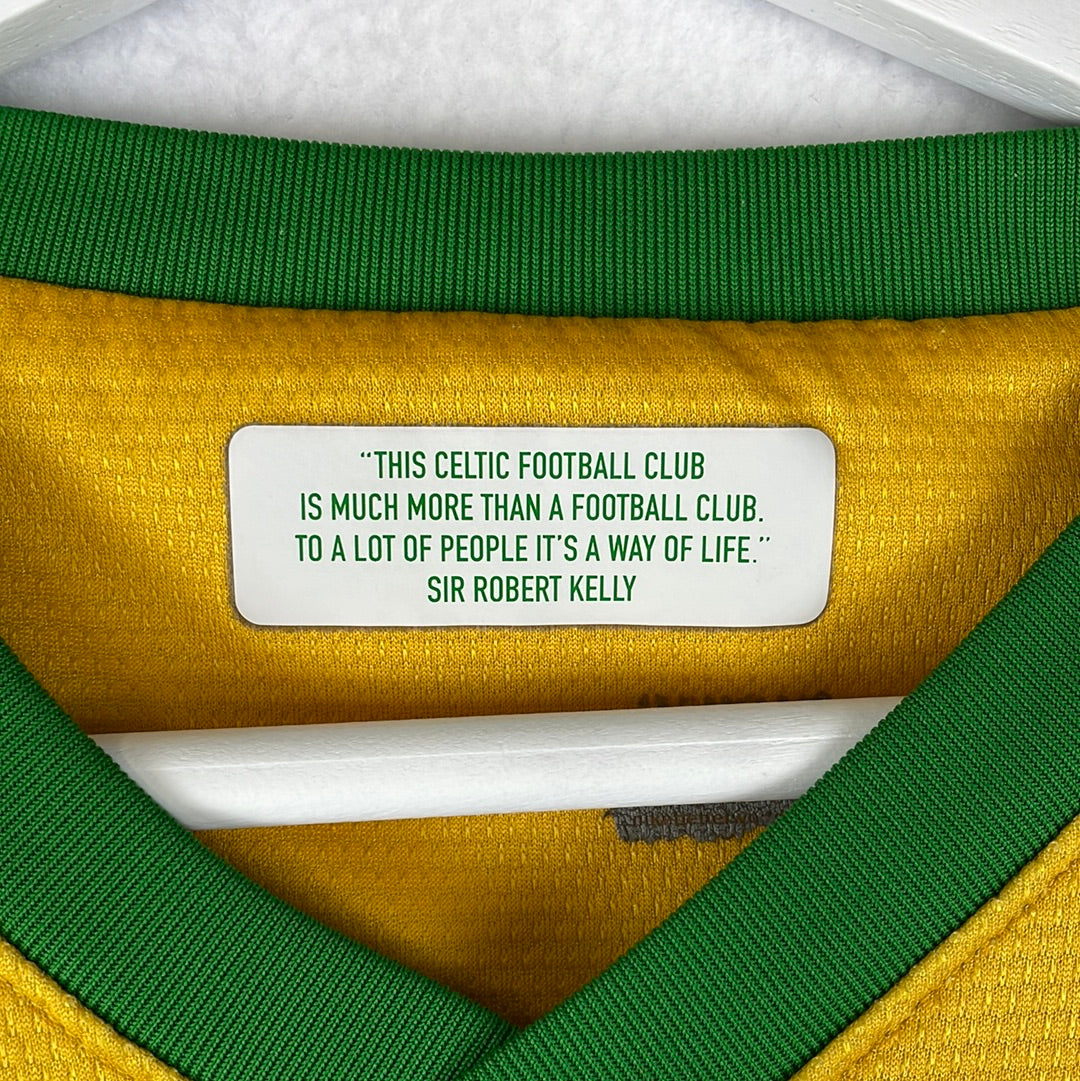 “THIS CELTIC FOOTBALL CLUB
IS MUCH MORE THAN A FOOTBALL CLUB.
TO A LOT OF PEOPLE IT’S A WAY OF LIFE.”
SIR ROBERT KELLY